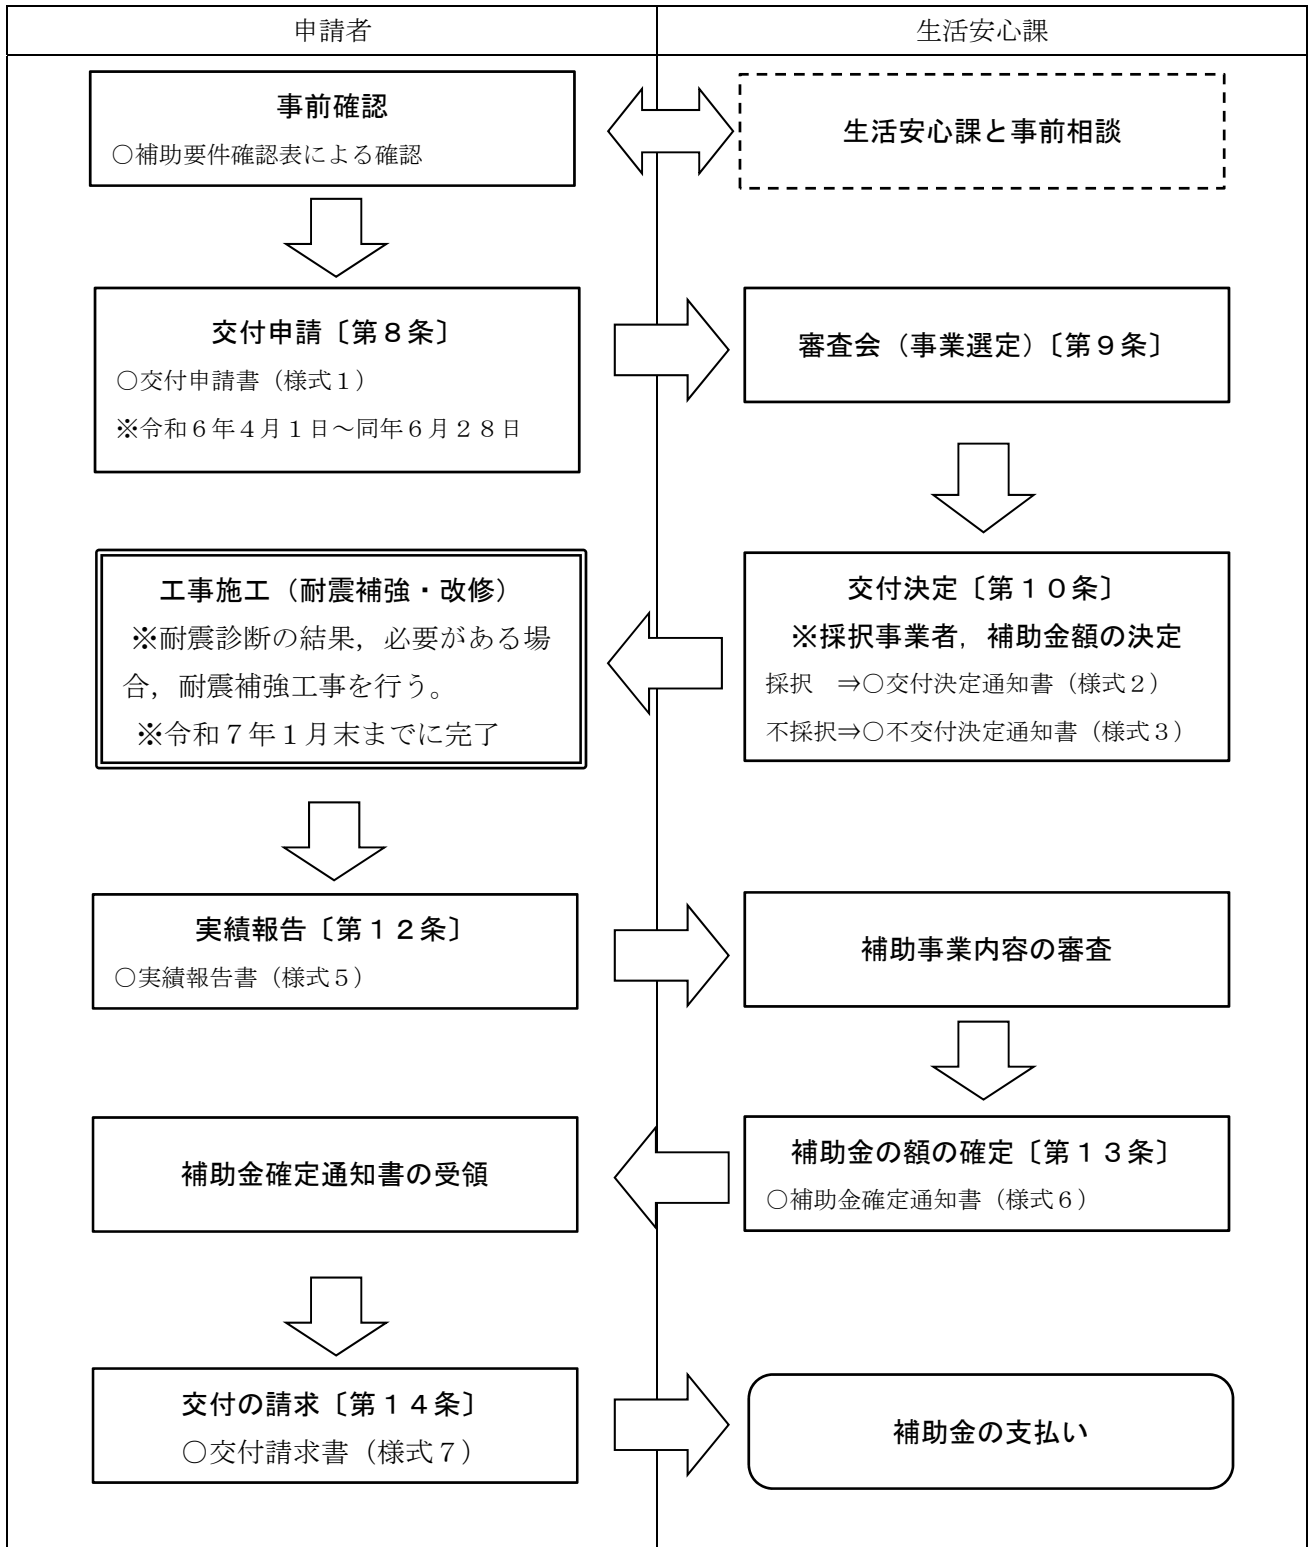 申請者
生活安心課
事前確認
○補助要件確認表による確認
生活安心課と事前相談
交付申請〔第８条〕
○交付申請書（様式１）
※令和６年４月１日～同年６月２８日
審査会（事業選定）〔第９条〕
工事施工（耐震補強・改修）
※耐震診断の結果，必要がある場
合，耐震補強工事を行う。
※令和７年１月末までに完了
交付決定〔第１０条〕
※採択事業者，補助金額の決定
採択　⇒○交付決定通知書（様式２）
不採択⇒○不交付決定通知書（様式３）
実績報告〔第１２条〕
○実績報告書（様式５）
補助事業内容の審査
補助金確定通知書の受領
補助金の額の確定〔第１３条〕
○補助金確定通知書（様式６）
交付の請求〔第１４条〕
○交付請求書（様式７）
補助金の支払い